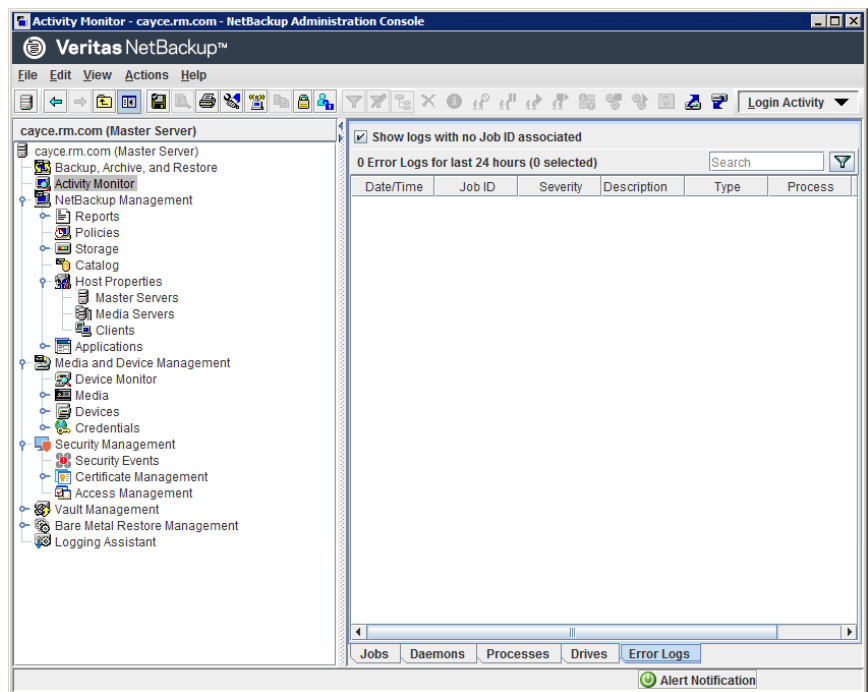 Activity Monitor - cayce.rm.com - NetBackup Administration Console
Veritas NetBackup™
File Edit View Actions Help
Login Activity
cayce.rm.com (Master Server)
cayce.rm.com (Master Server)
Backup, Archive, and Restore
Activity Monitor
NetBackup Management
Reports
Policies
Storage
Catalog
Host Properties
Master Servers
Media Servers
Clients
Applications
Media and Device Management
Device Monitor
Media
Devices
Credentials
Security Management
Security Events
Certificate Management
Access Management
Vault Management
Bare Metal Restore Management
Logging Assistant
Show logs with no Job ID associated
0 Error Logs for last 24 hours (0 selected)
Search
Date/Time Job ID Severity Description Type Process
Jobs Daemons Processes Drives Error Logs
Alert Notification